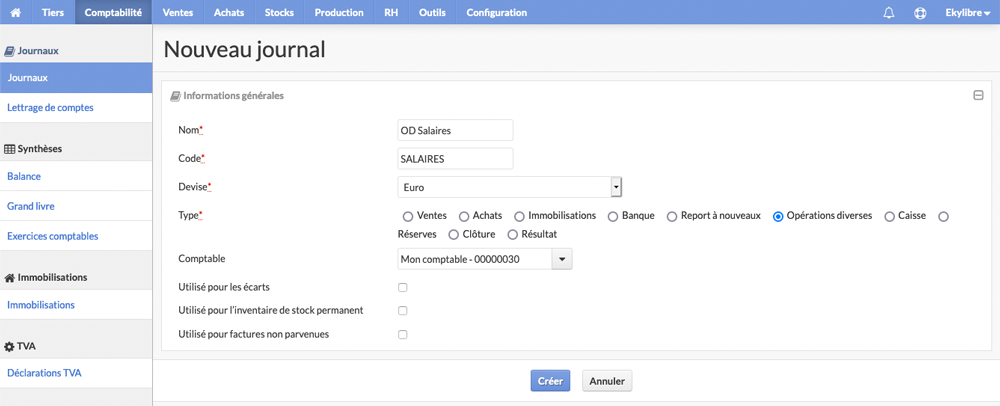 Tiers Comptabilité Ventes Achats Stocks Production RH Outils Configuration Ekylibre
Journaux
Journaux
Lettrage de comptes
Synthèses
Balance
Grand livre
Exercices comptables
Immobilisations
Immobilisations
TVA
Déclarations TVA
Nouveau journal
Informations générales
Nom* OD Salaires
Code* SALAIRES
Devise* Euro
Type* Ventes Achats Immobilisations Banque Report à nouveaux Opérations diverses Caisse
Réserves Clôture Résultat
Comptable Mon comptable - 00000030
Utilisé pour les écarts
Utilisé pour l'inventaire de stock permanent
Utilisé pour factures non parvenues
Créer Annuler